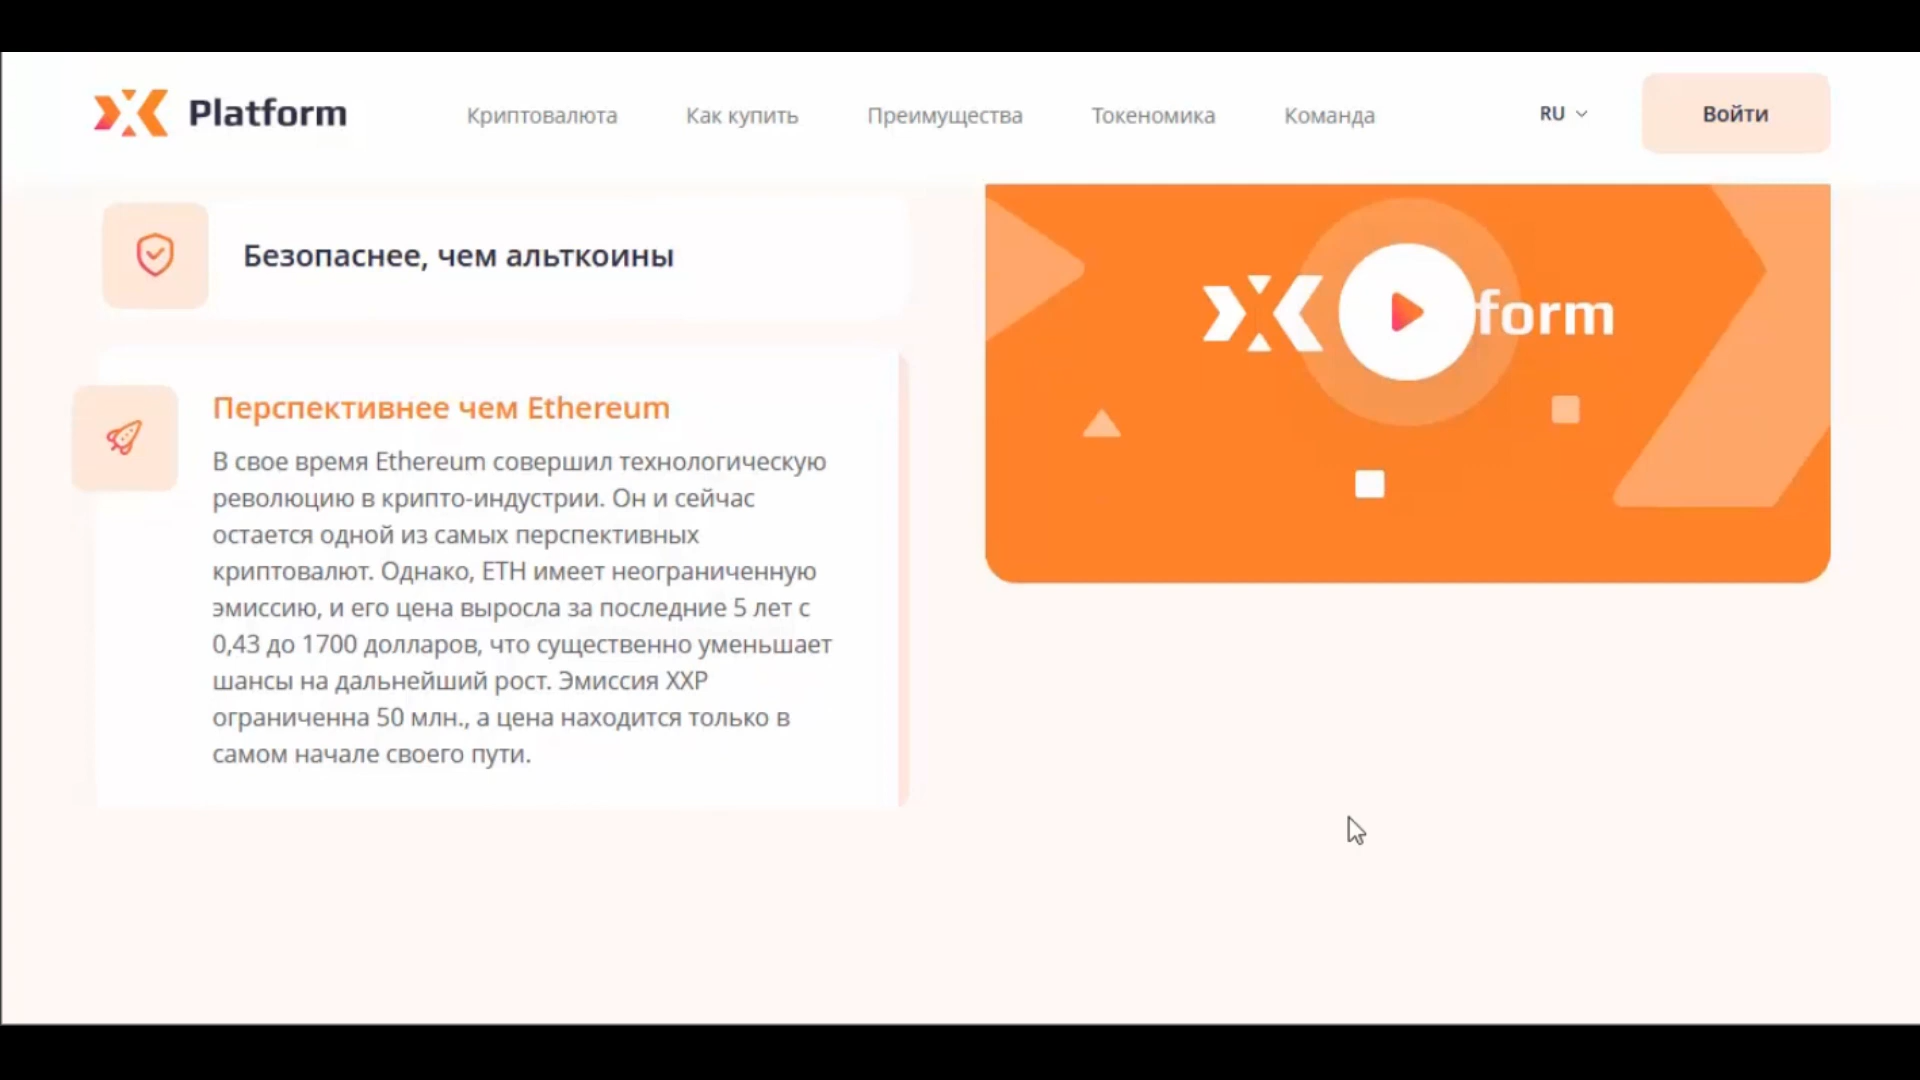 Platform
Криптовалюта
Как купить
Преимущества
Токеномика
Команда
RU
Войти
Безопаснее, чем альткоины
Перспективнее чем Ethereum
В свое время Ethereum совершил технологическую
революцию в крипто-индустрии. Он и сейчас
остается одной из самых перспективных
криптовалют. Однако, ETH имеет неограниченную
эмиссию, и его цена выросла за последние 5 лет с
0,43 до 1700 долларов, что существенно уменьшает
шансы на дальнейший рост. Эмиссия XXP
ограниченна 50 млн., а цена находится только в
самом начале своего пути.
form